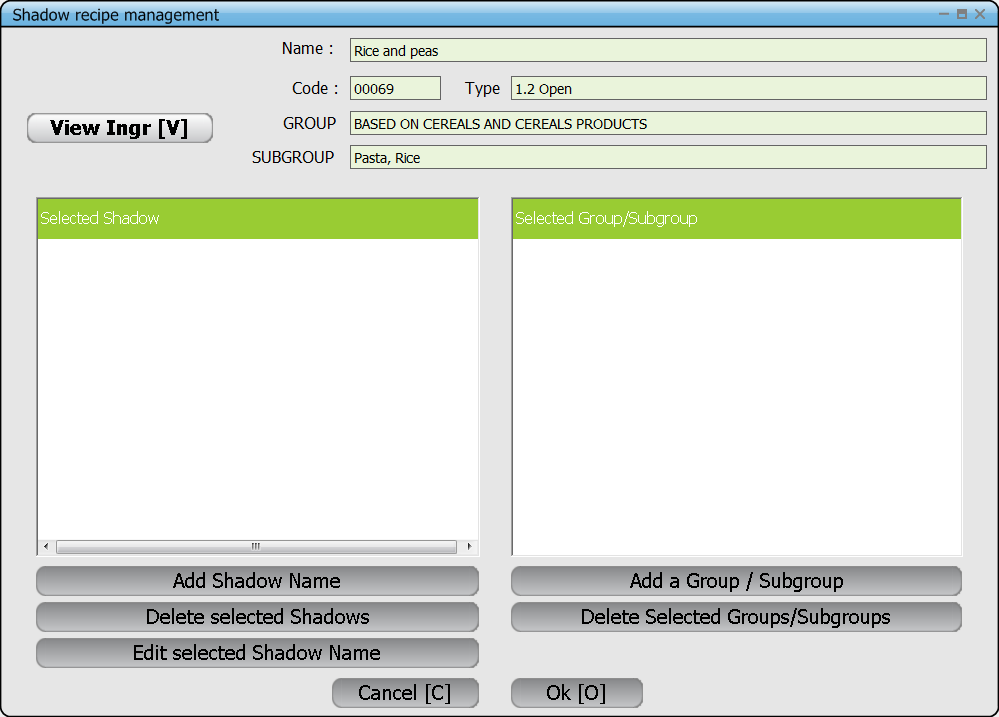 Shadow recipe management
Name : Rice and peas
Code : 00069 Type 1.2 Open
View Ingr [V]
GROUP BASED ON CEREALS AND CEREALS PRODUCTS
SUBGROUP Pasta, Rice
Selected Shadow Selected Group/Subgroup
Add Shadow Name Add a Group / Subgroup
Delete selected Shadows Delete Selected Groups/Subgroups
Edit selected Shadow Name
Cancel [C] Ok [O]